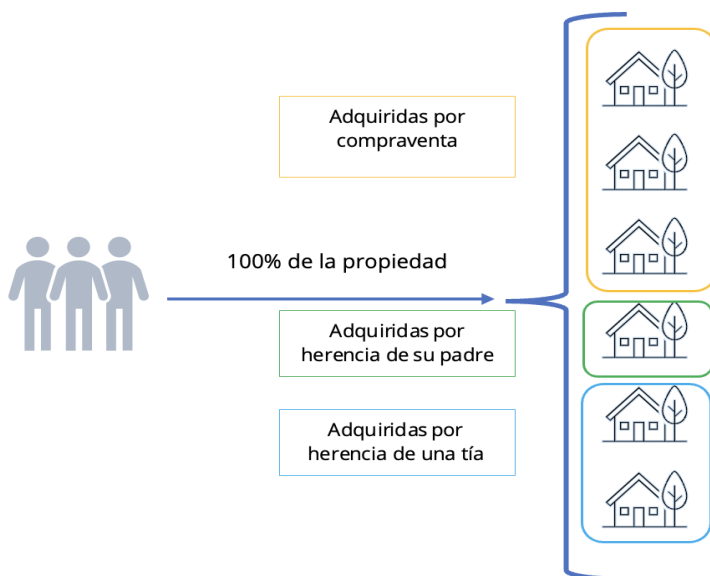 Adquiridas por
compraventa
100% de la propiedad
Adquiridas por
herencia de su padre
Adquiridas por
herencia de una tía